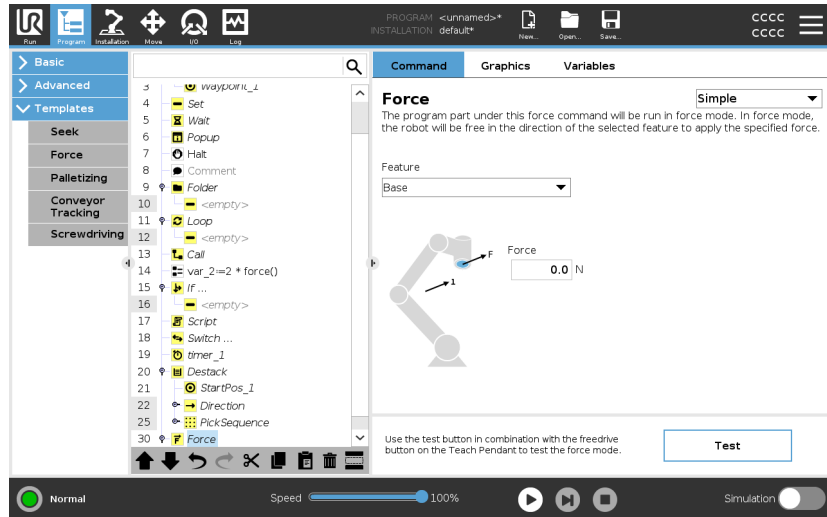 PROGRAM <unnamed>*
INSTALLATION default*
CCCC
CCCC
Run
Program
Installation
Move
I/O
Log
New...
Open...
Save...
Basic
Advanced
Templates
Seek
Force
Palletizing
Conveyor
Tracking
Screwdriving
3 Waypoint_1
4 Set
5 Wait
6 Popup
7 Halt
8 Comment
9 Folder
10 <empty>
11 Loop
12 <empty>
13 Call
14 var_2:=2 * force()
15 If ...
16 <empty>
17 Script
18 Switch ...
19 timer_1
20 Destack
21 StartPos_1
22 Direction
25 PickSequence
30 Force
Command Graphics Variables
Force
Simple
The program part under this force command will be run in force mode. In force mode,
the robot will be free in the direction of the selected feature to apply the specified force.
Feature
Base
F
1
Force
0.0 N
Use the test button in combination with the freedrive
button on the Teach Pendant to test the force mode.
Test
Normal
Speed 100%
Simulation